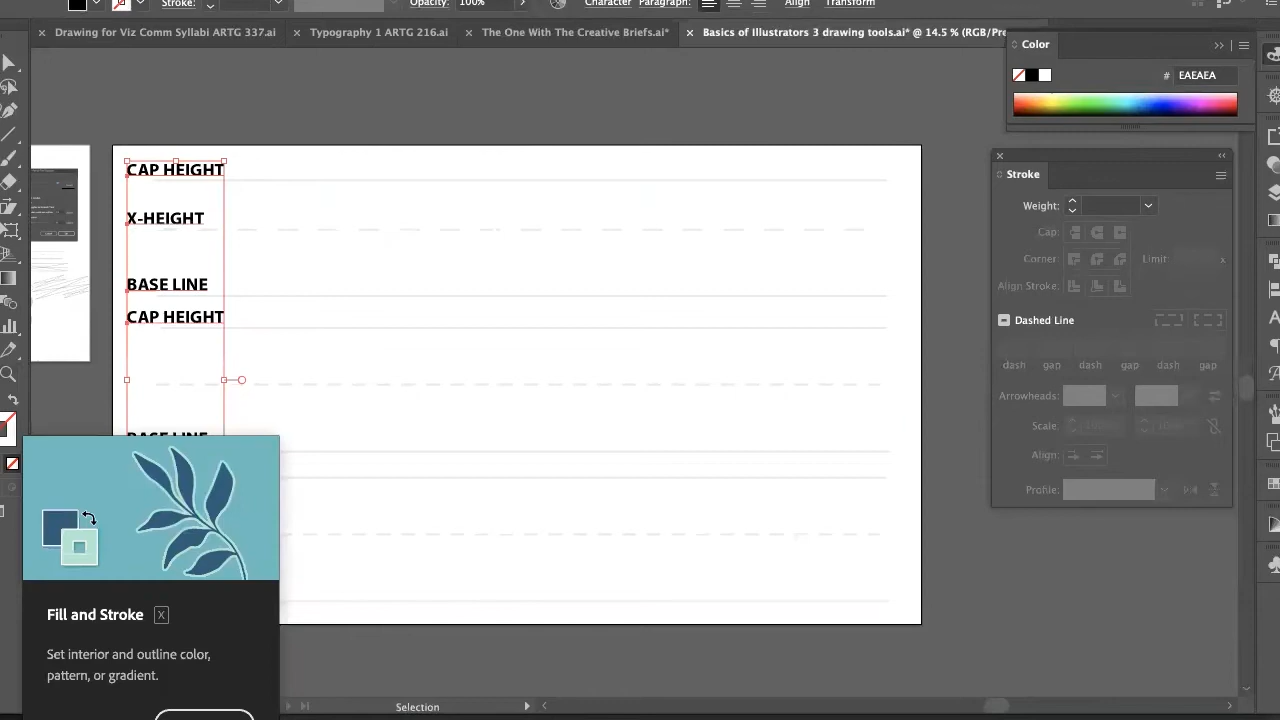 Stroke:
Opacity: 100%
Character Paragraph:
Align Transform
× Drawing for Viz Comm Syllabi ARTG 337.ai
× Typography 1 ARTG 216.ai
× The One With The Creative Briefs.ai*
× Basics of Illustrators 3 drawing tools.ai* @ 14.5 % (RGB/Pre
Color
# EAEAEA
CAP HEIGHT
X-HEIGHT
BASE LINE
CAP HEIGHT
BASE LINE
Stroke
Weight:
Cap:
Corner Limit: x
Align Stroke:
Dashed Line
dash gap dash gap dash gap
Arrowheads:
Scale:
Align:
Profile:
Fill and Stroke X
Set interior and outline color,
pattern, or gradient.
Selection